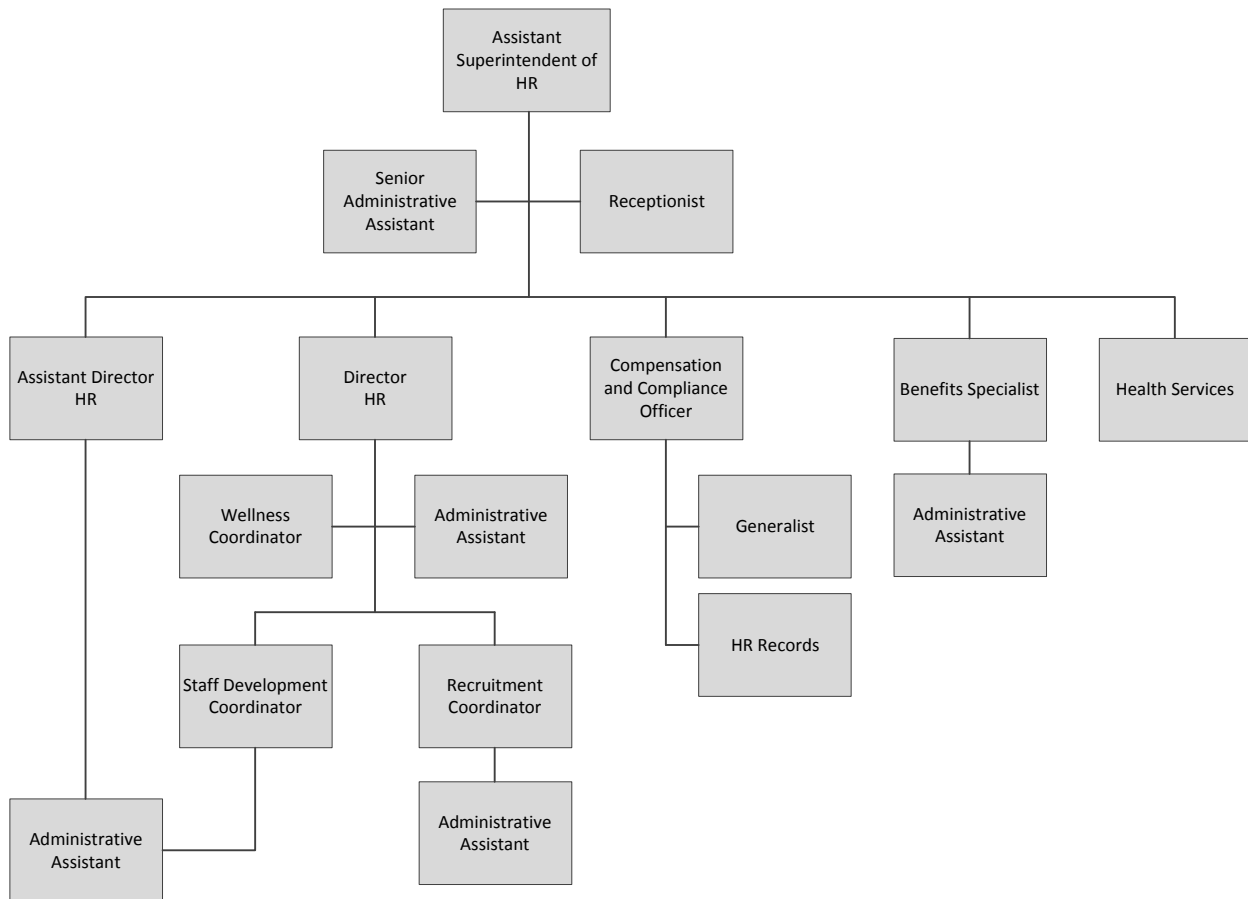 Assistant
Superintendent of
HR
Senior
Administrative
Assistant
Receptionist
Assistant Director
HR
Director
HR
Compensation
and Compliance
Officer
Benefits Specialist
Health Services
Wellness
Coordinator
Administrative
Assistant
Generalist
Administrative
Assistant
HR Records
Staff Development
Coordinator
Recruitment
Coordinator
Administrative
Assistant
Administrative
Assistant